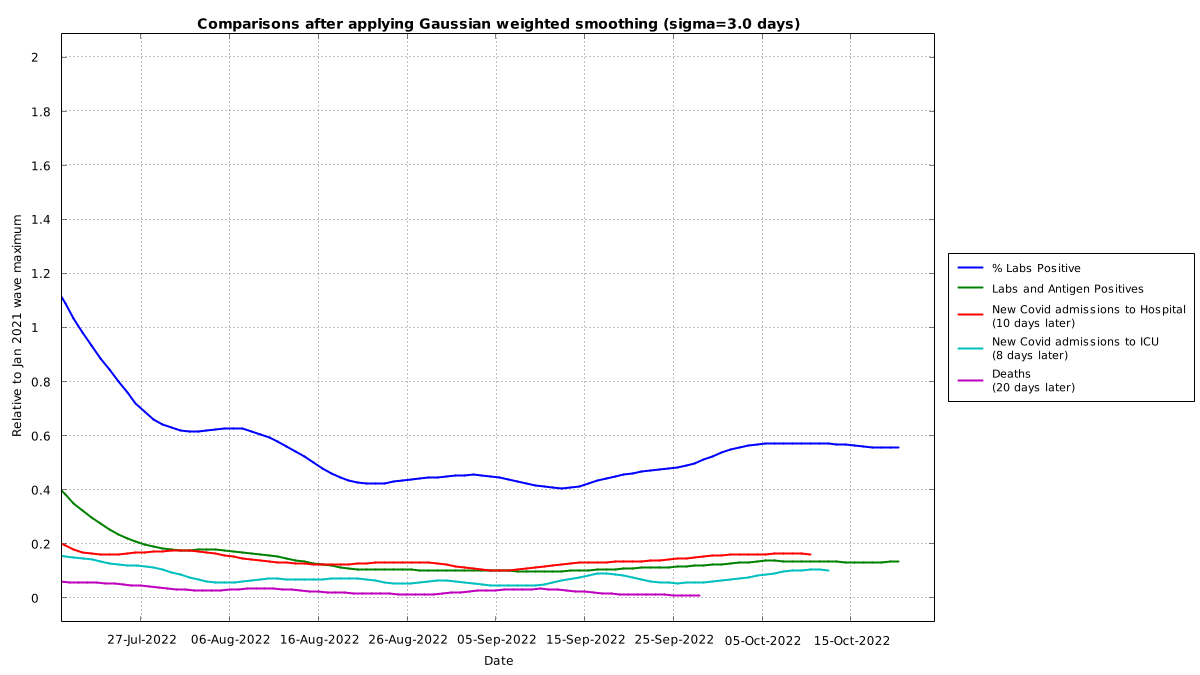 Comparisons after applying Gaussian weighted smoothing (sigma=3.0 days)
Relative to Jan 2021 wave maximum
2
1.8
1.6
1.4
1.2
1
0.8
0.6
0.4
0.2
0
27-Jul-2022 06-Aug-2022 16-Aug-2022 26-Aug-2022 05-Sep-2022 15-Sep-2022 25-Sep-2022 05-Oct-2022 15-Oct-2022
Date
% Labs Positive
Labs and Antigen Positives
New Covid admissions to Hospital
(10 days later)
New Covid admissions to ICU
(8 days later)
Deaths
(20 days later)